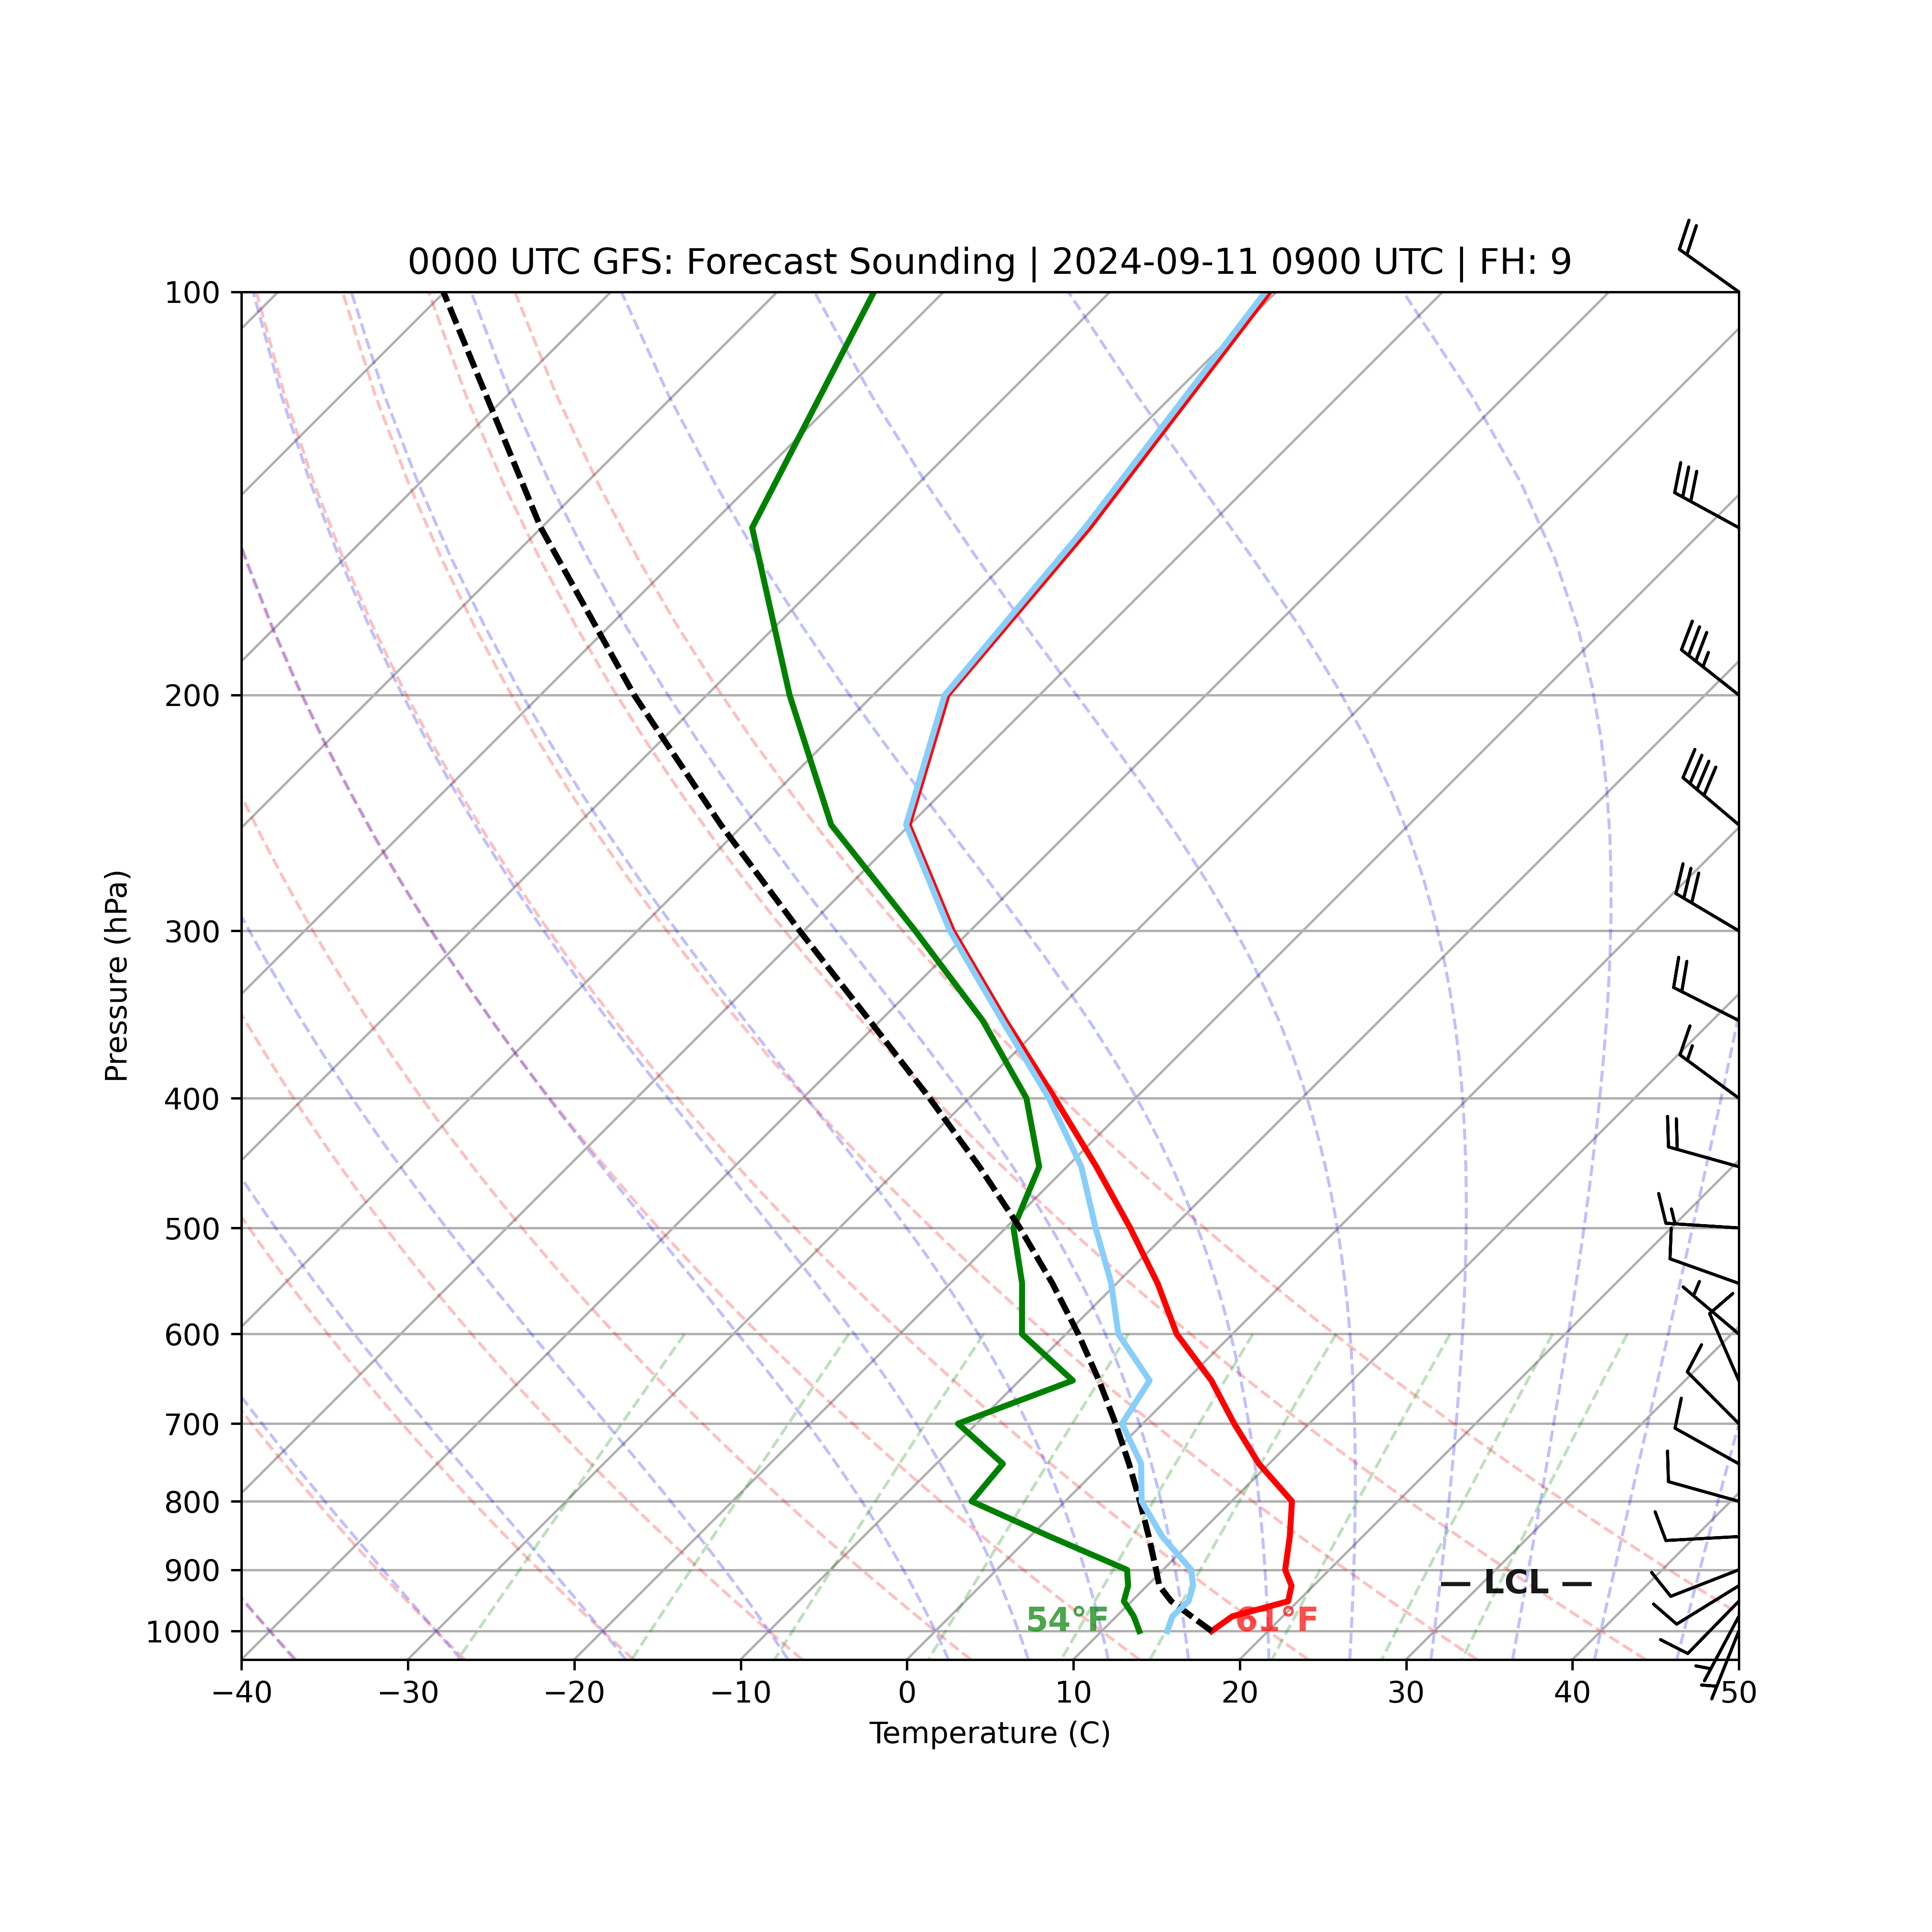 0000 UTC GFS: Forecast Sounding | 2024-09-11 0900 UTC | FH: 9
100
200
300
400
500
600
700
800
900
1000
Pressure (hPa)
— LCL —
54°F
61°F
−40 −30 −20 −10 0 10 20 30 40 50
Temperature (C)